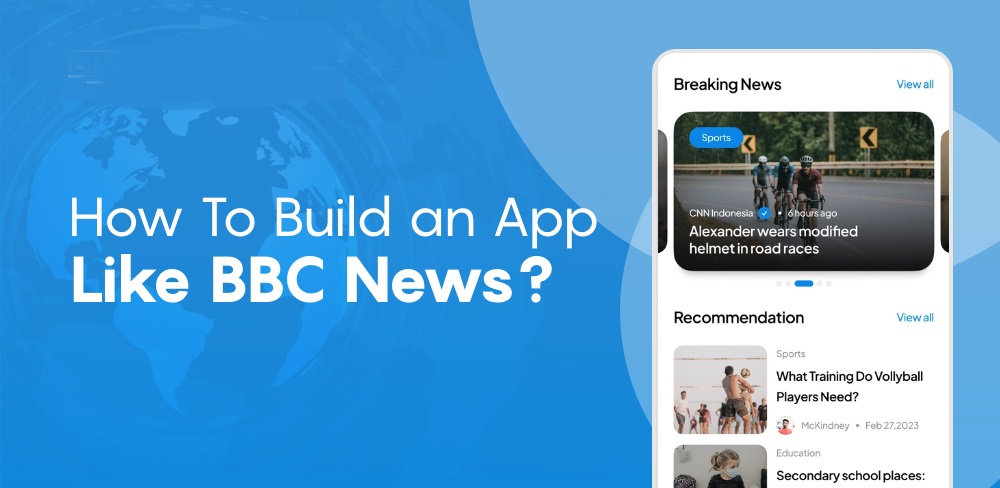 How To Build an App
Like BBC News?
Breaking News
View all
Sports
CNN Indonesia • 6 hours ago
Alexander wears modified
helmet in road races
Recommendation
View all
Sports
What Training Do Vollyball
Players Need?
McKindney • Feb 27,2023
Education
Secondary school places: